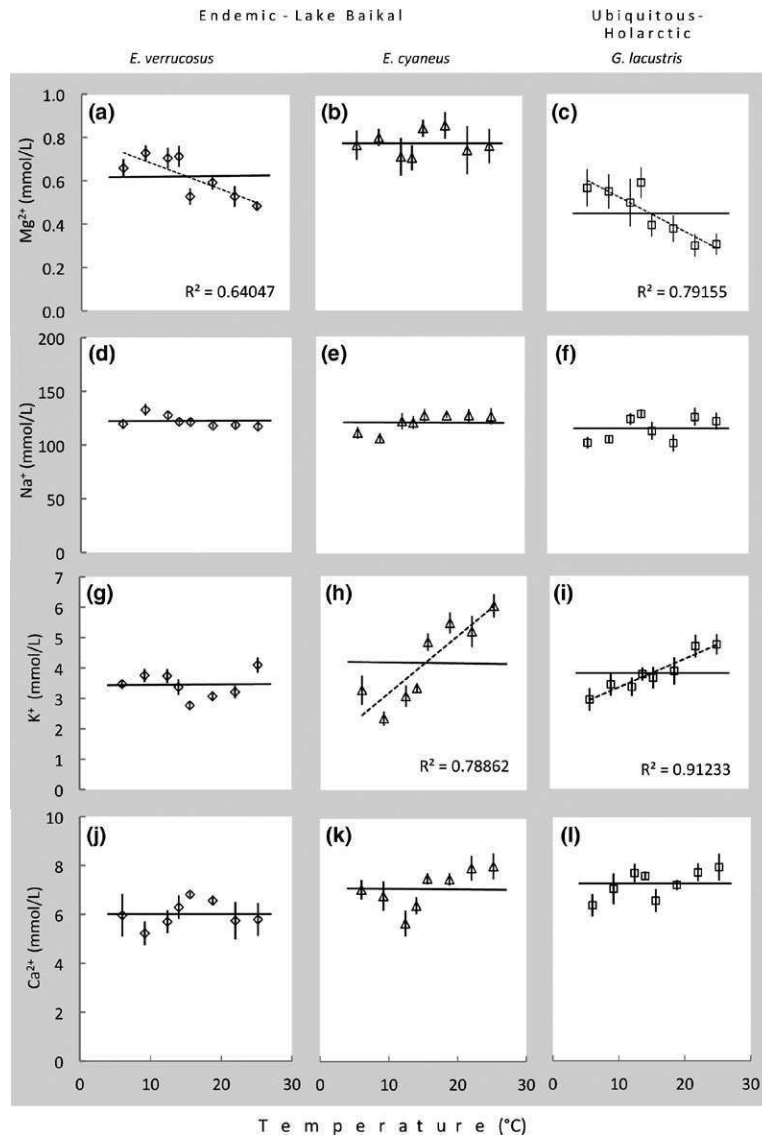 Endemic - Lake Baikal
Ubiquitous-
Holarctic
E. verrucosus
E. cyaneus
G. lacustris
(a)
(b)
(c)
1.0
0.8
0.6
0.4
0.2
0.0
Mg²⁺ (mmol/L)
R² = 0.64047
R² = 0.79155
(d)
(e)
(f)
200
150
100
50
0
Na⁺ (mmol/L)
(g)
(h)
(i)
7
6
5
4
3
2
1
0
K⁺ (mmol/L)
R² = 0.78862
R² = 0.91233
(j)
(k)
(l)
10
8
6
4
2
0
Ca²⁺ (mmol/L)
0 10 20 30 0 10 20 30 0 10 20 30
Temperature (°C)